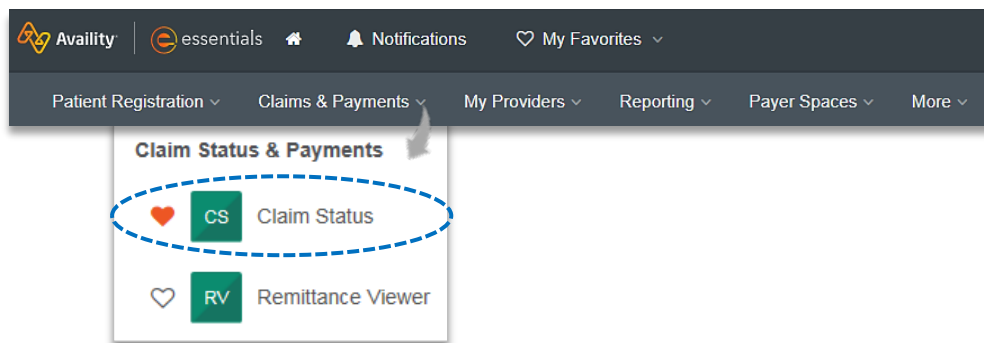 Availity essentials Notifications My Favorites
Patient Registration Claims & Payments My Providers Reporting Payer Spaces More
Claim Status & Payments
CS Claim Status
RV Remittance Viewer